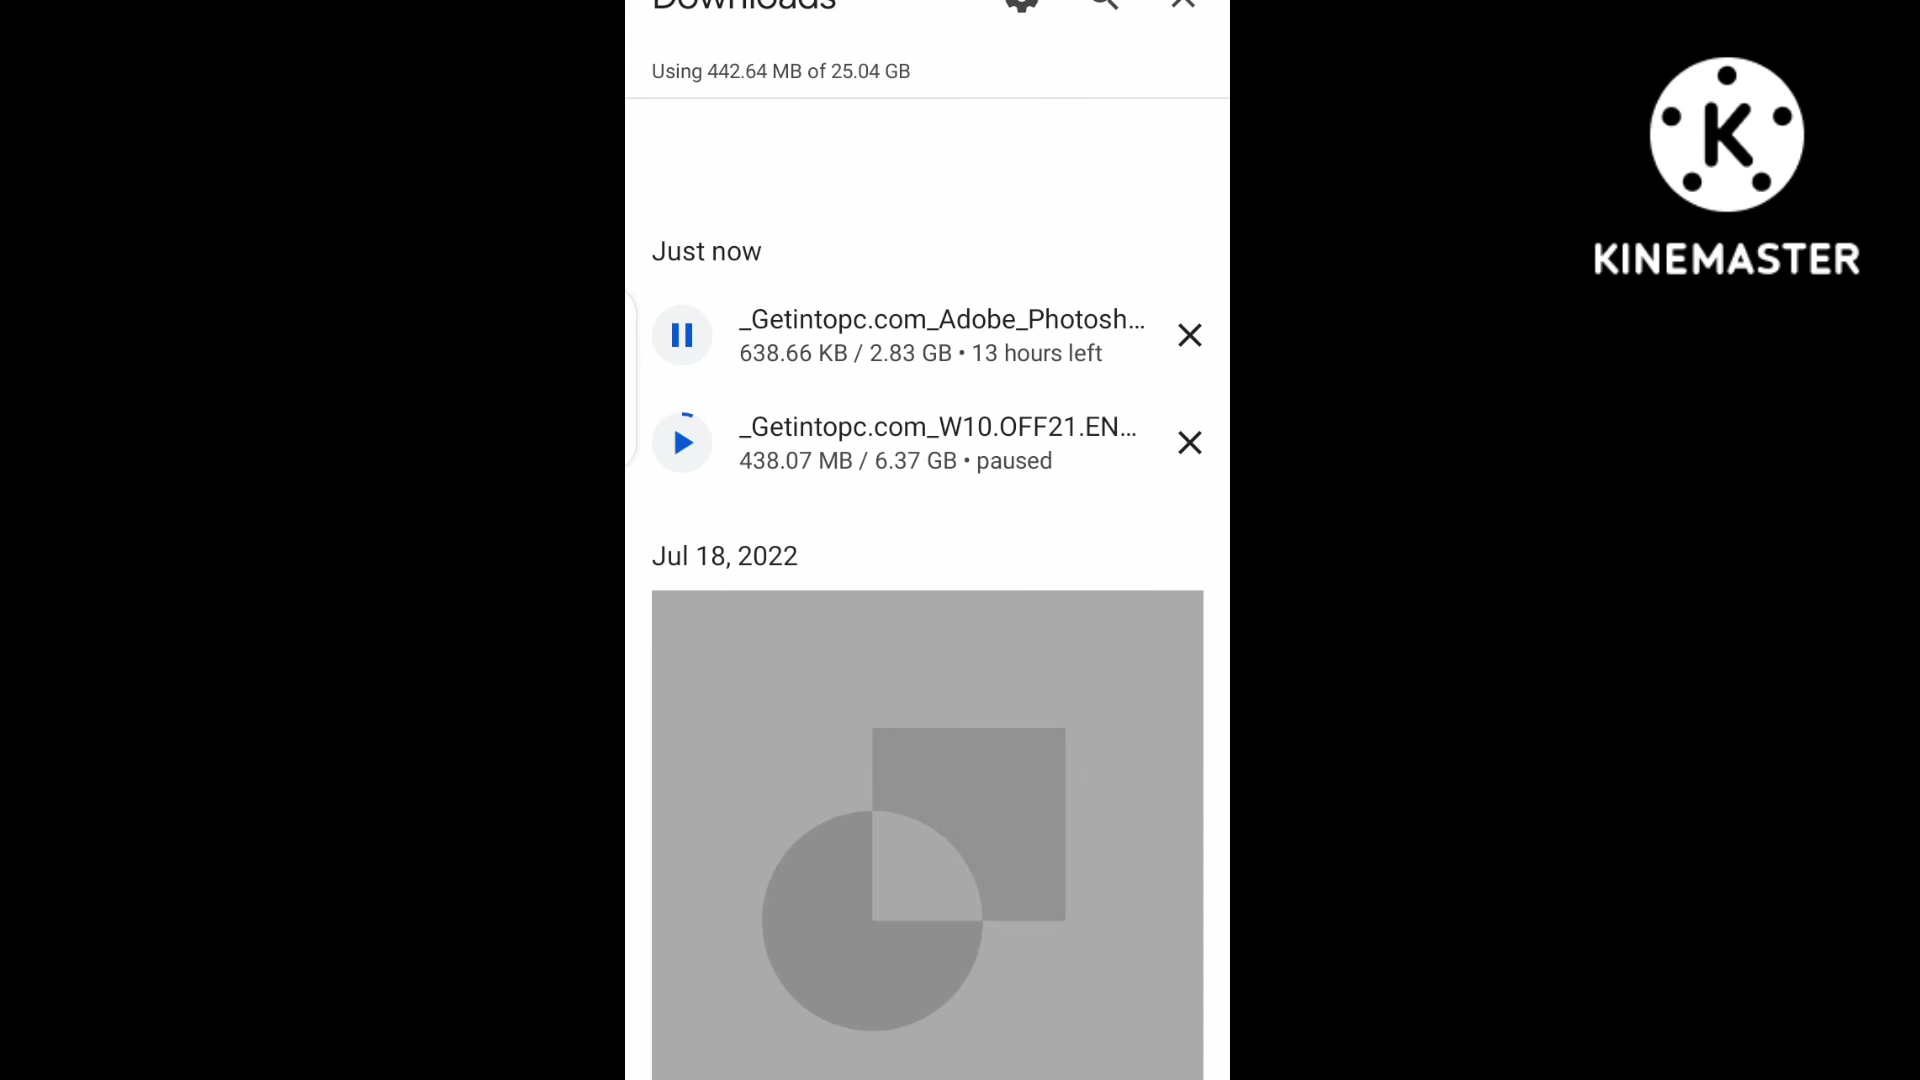 Downloads
Using 442.64 MB of 25.04 GB
Just now
_Getintopc.com_Adobe_Photosh...
638.66 KB / 2.83 GB • 13 hours left
_Getintopc.com_W10.OFF21.EN...
438.07 MB / 6.37 GB • paused
Jul 18, 2022
K
KINEMASTER